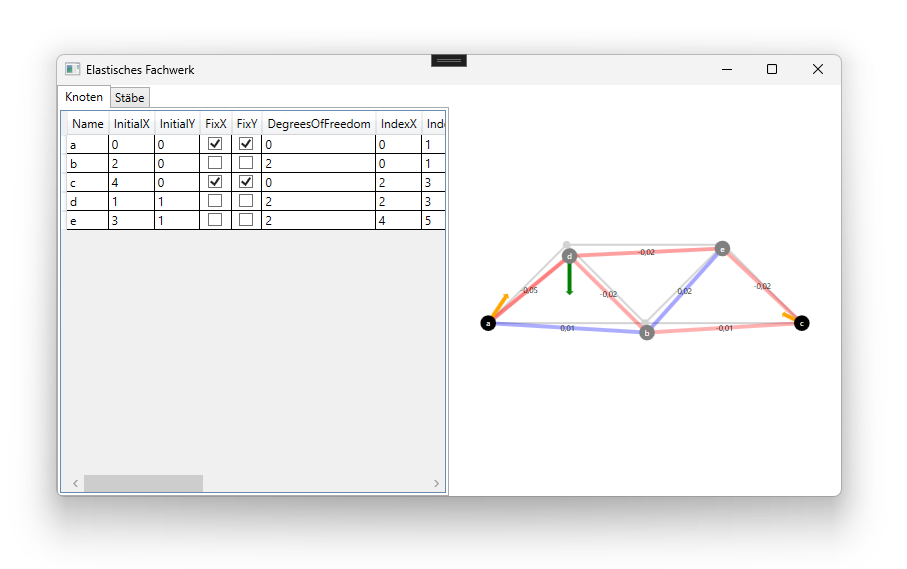 Elastisches Fachwerk
Knoten Stäbe
Name InitialX InitialY FixX FixY DegreesOfFreedom IndexX Inde
a 0 0 0 0 1
b 2 0 2 0 1
c 4 0 0 2 3
d 1 1 2 2 3
e 3 1 2 4 5
d -0,02 e
-0,05 -0,02 0,02 -0,02
a 0,01 b -0,01 c